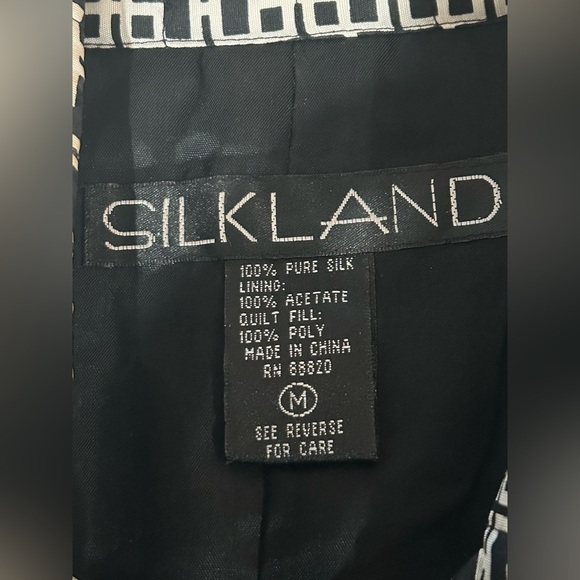 SILKLAND
100% PURE SILK
LINING:
100% ACETATE
QUILT FILL:
100% POLY
MADE IN CHINA
RN 88820
M
SEE REVERSE
FOR CARE